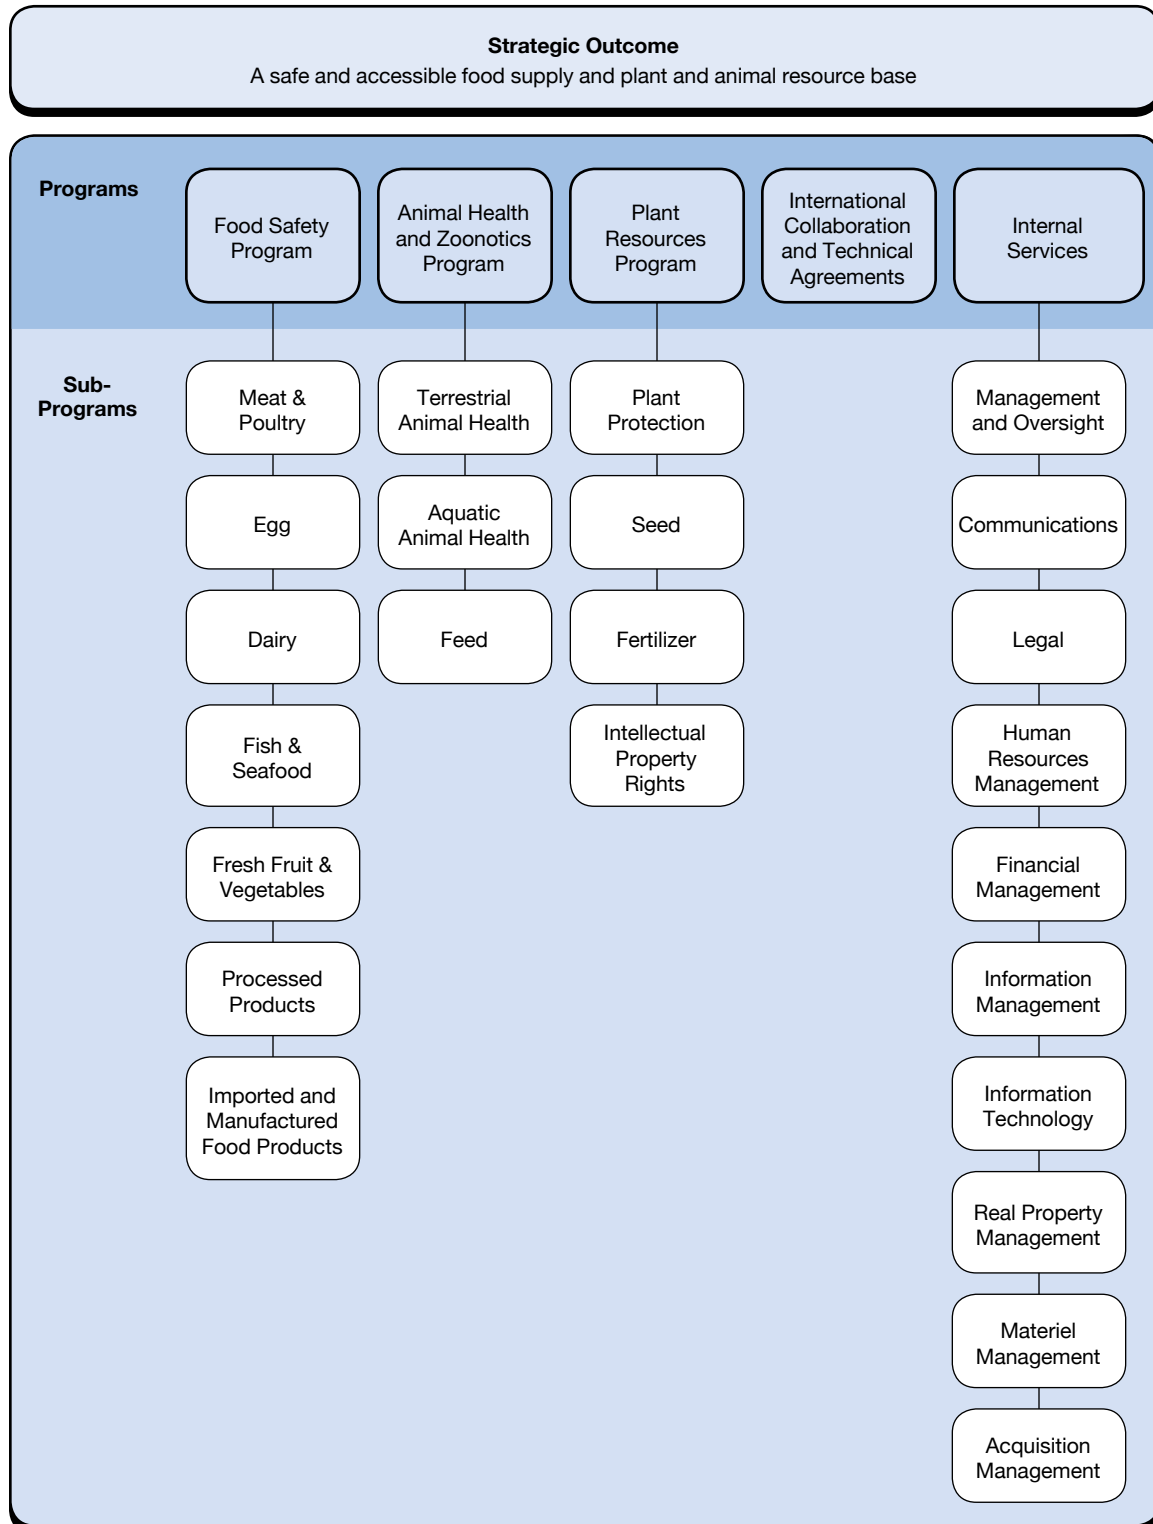 Strategic Outcome
A safe and accessible food supply and plant and animal resource base
Programs
Food Safety
Program
Animal Health
and Zoonotics
Program
Plant
Resources
Program
International
Collaboration
and Technical
Agreements
Internal
Services
Sub-
Programs
Meat &
Poultry
Egg
Dairy
Fish &
Seafood
Fresh Fruit &
Vegetables
Processed
Products
Imported and
Manufactured
Food Products
Terrestrial
Animal Health
Aquatic
Animal Health
Feed
Plant
Protection
Seed
Fertilizer
Intellectual
Property
Rights
Management
and Oversight
Communications
Legal
Human
Resources
Management
Financial
Management
Information
Management
Information
Technology
Real Property
Management
Materiel
Management
Acquisition
Management